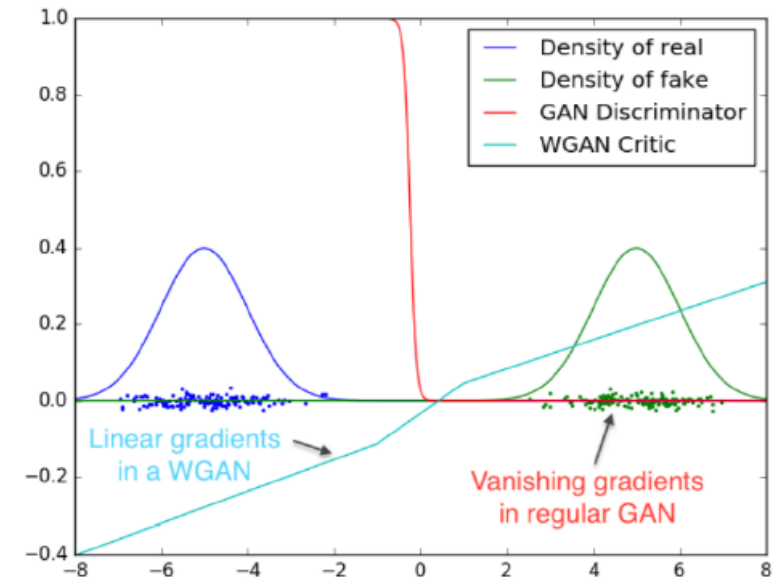 1.0
0.8
0.6
0.4
0.2
0.0
−0.2
−0.4
−8
−6
−4
−2
0
2
4
6
8
Density of real
Density of fake
GAN Discriminator
WGAN Critic
Linear gradients
in a WGAN
Vanishing gradients
in regular GAN